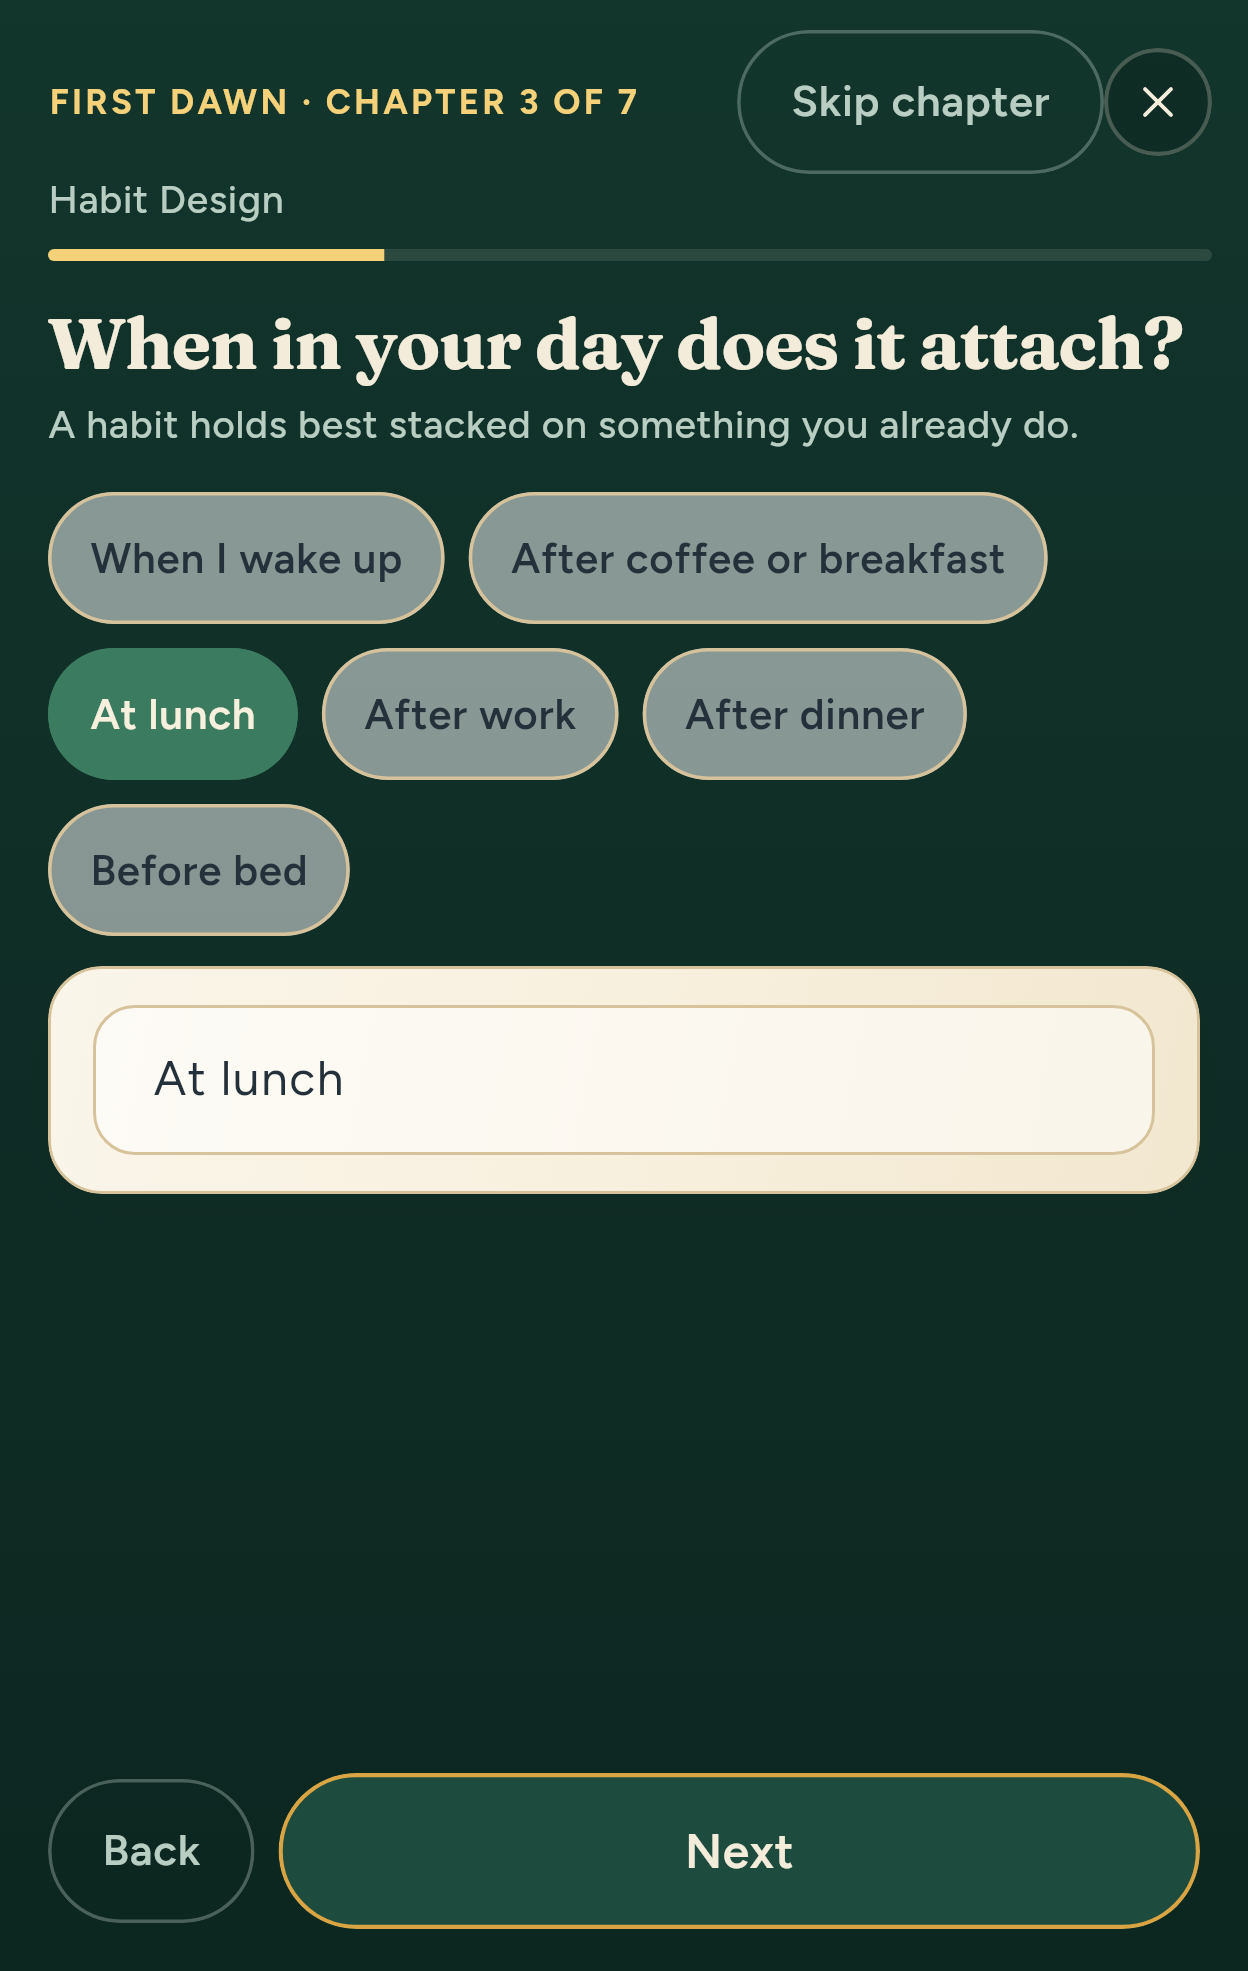 FIRST DAWN · CHAPTER 3 OF 7
Skip chapter
Habit Design
When in your day does it attach?
A habit holds best stacked on something you already do.
When I wake up
After coffee or breakfast
At lunch
After work
After dinner
Before bed
At lunch
Back
Next